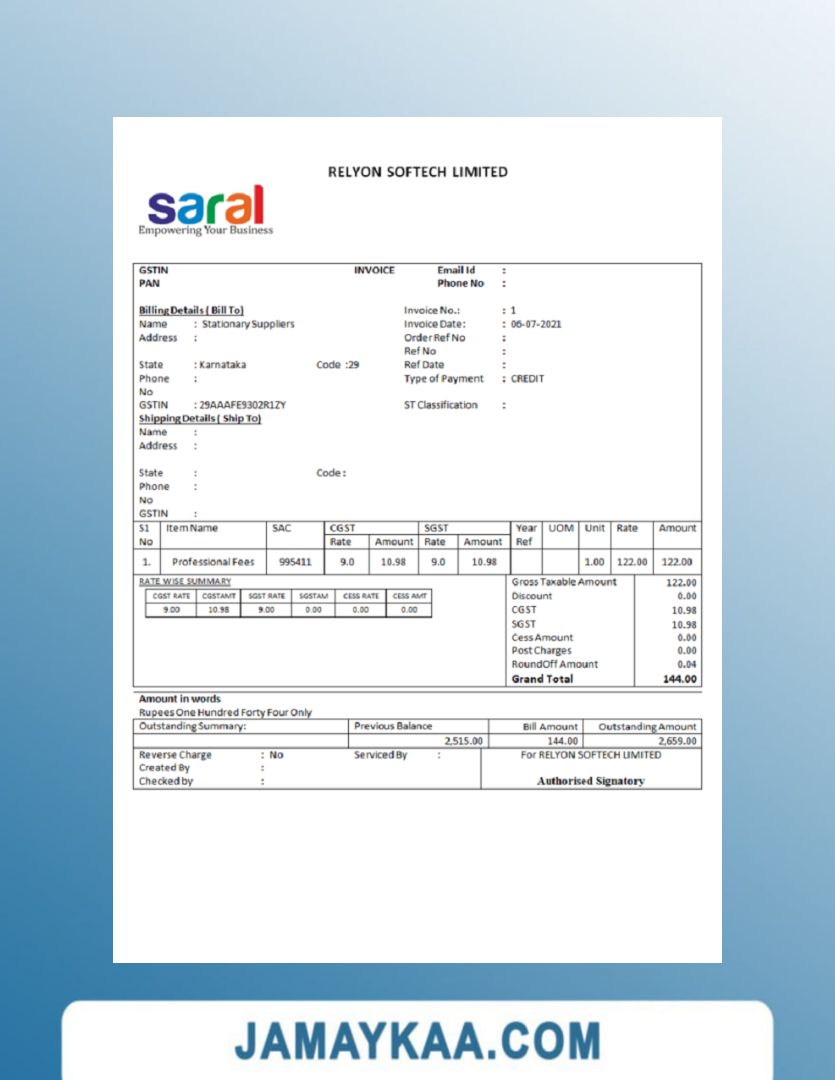 RELYON SOFTECH LIMITED
saral
Empowering Your Business
GSTIN INVOICE Email Id :
PAN Phone No :
Billing Details ( Bill To) Invoice No.: : 1
Name : Stationary Suppliers Invoice Date: : 06-07-2021
Address : Order Ref No :
Ref No :
State : Karnataka Code :29 Ref Date :
Phone : Type of Payment : CREDIT
No
GSTIN : 29AAAFE9302R1ZY ST Classification :
Shipping Details ( Ship To)
Name :
Address :
State : Code :
Phone :
No
GSTIN :
S1 Item Name SAC CGST SGST Year UOM Unit Rate Amount
No Rate Amount Rate Amount Ref
1. Professional Fees 995411 9.0 10.98 9.0 10.98 1.00 122.00 122.00
RATE WISE SUMMARY Gross Taxable Amount 122.00
CGST RATE CGSTAMT SGST RATE SGSTAM CESS RATE CESS AMT Discount 0.00
9.00 10.98 9.00 0.00 0.00 0.00 CGST 10.98
SGST 10.98
Cess Amount 0.00
Post Charges 0.00
RoundOff Amount 0.04
Grand Total 144.00
Amount in words
Rupees One Hundred Forty Four Only
Outstanding Summary: Previous Balance Bill Amount Outstanding Amount
2,515.00 144.00 2,659.00
Reverse Charge : No Serviced By : For RELYON SOFTECH LIMITED
Created By :
Checked by : Authorised Signatory
JAMAYKAA.COM